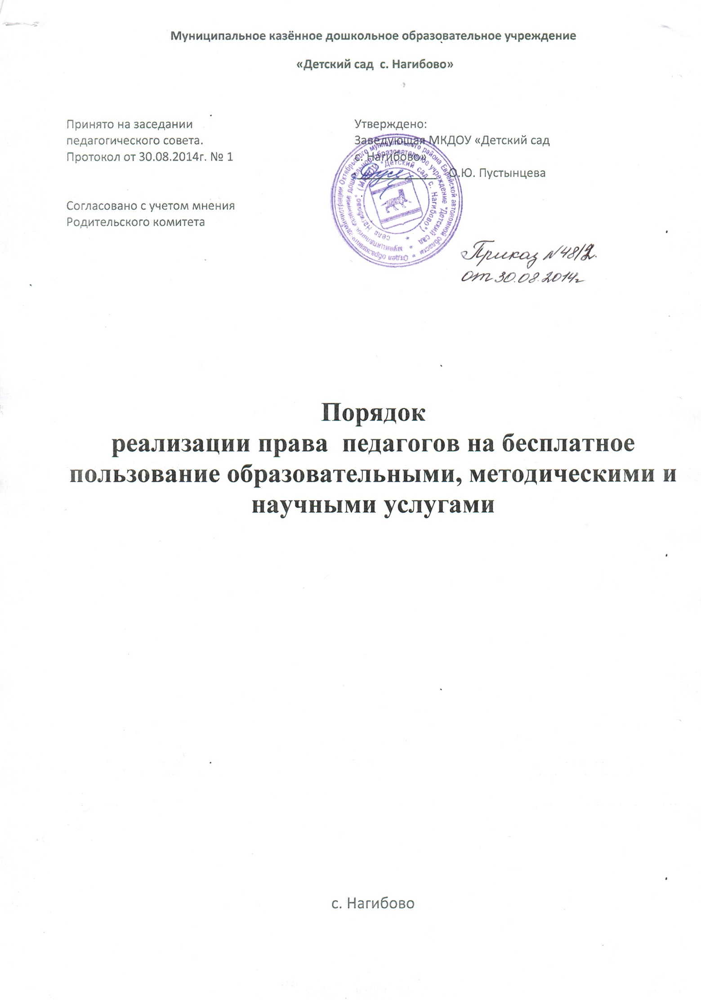 Муниципальное казённое дошкольное образовательное учреждение
«Детский сад  с. Нагибово»
Принято на заседании
педагогического совета.
Протокол от 30.08.2014г. № 1
Согласовано с учетом мнения
Родительского комитета
Утверждено:
Заведующая МКДОУ «Детский сад
с. Нагибово»
О.Ю. Пустынцева
Отдел образования администрации Октябрьского муниципального района Еврейской автономной области *
муниципальное казенное дошкольное образовательное учреждение "Детский сад *
села Нагибово" (МКДОУ "Детский сад с. Нагибово") *
Приказ №48/2.
от 30.08.2014г
Порядок
реализации права  педагогов на бесплатное
пользование образовательными, методическими и
научными услугами
с. Нагибово